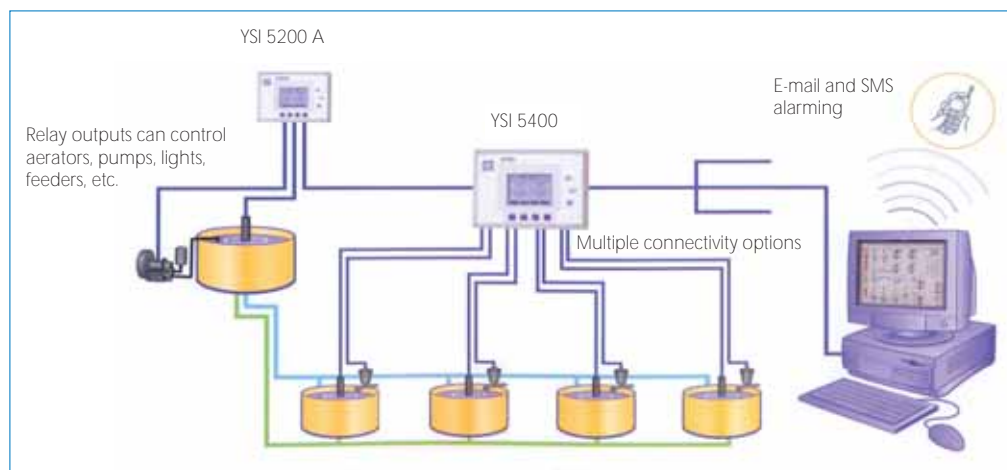 YSI 5200 A
E-mail and SMS
alarming
YSI 5400
Relay outputs can control
aerators, pumps, lights,
feeders, etc.
Multiple connectivity options